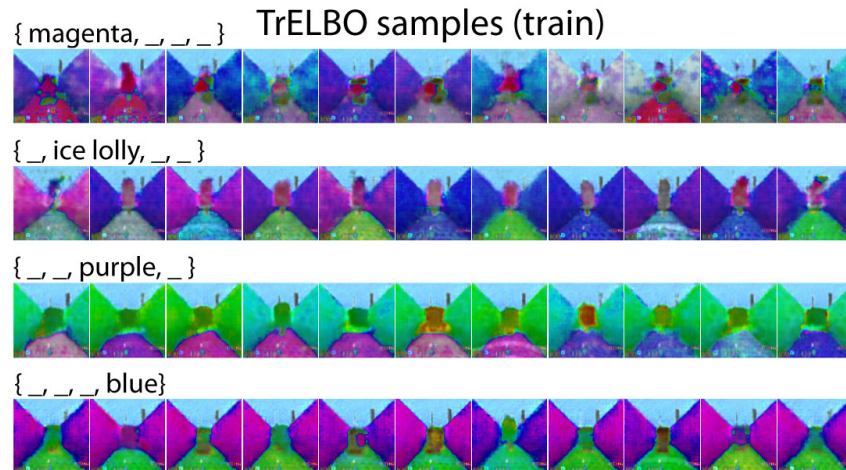 TrELBO samples (train)
{ magenta, _, _, _ }
{ _, ice lolly, _, _ }
{ _, _, purple, _ }
{ _, _, _, blue}